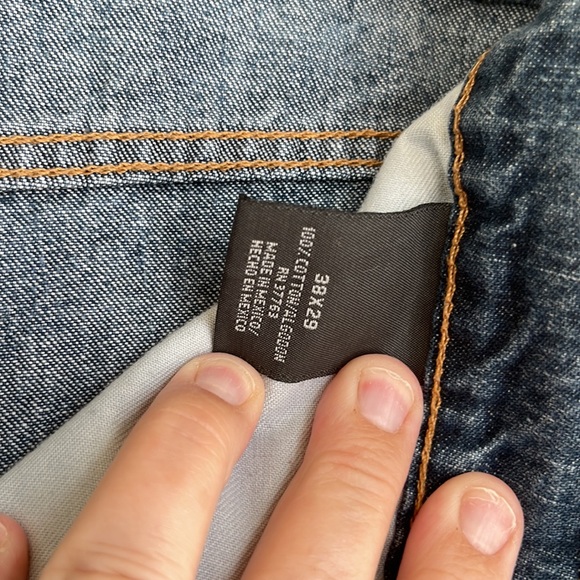 38X29
100% COTTON/ALGODON
RN 37763
MADE IN MEXICO/
HECHO EN MEXICO